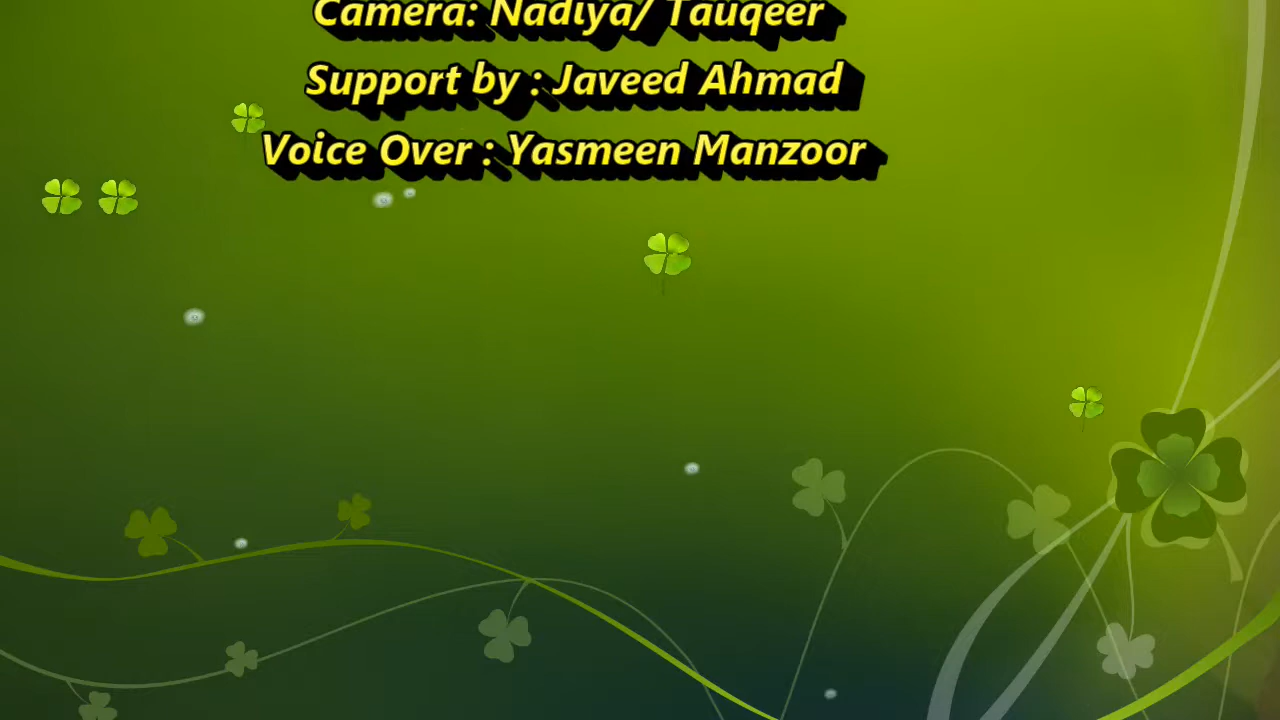 Camera: Nadiya/ Tauqeer
Support by : Javeed Ahmad
Voice Over : Yasmeen Manzoor